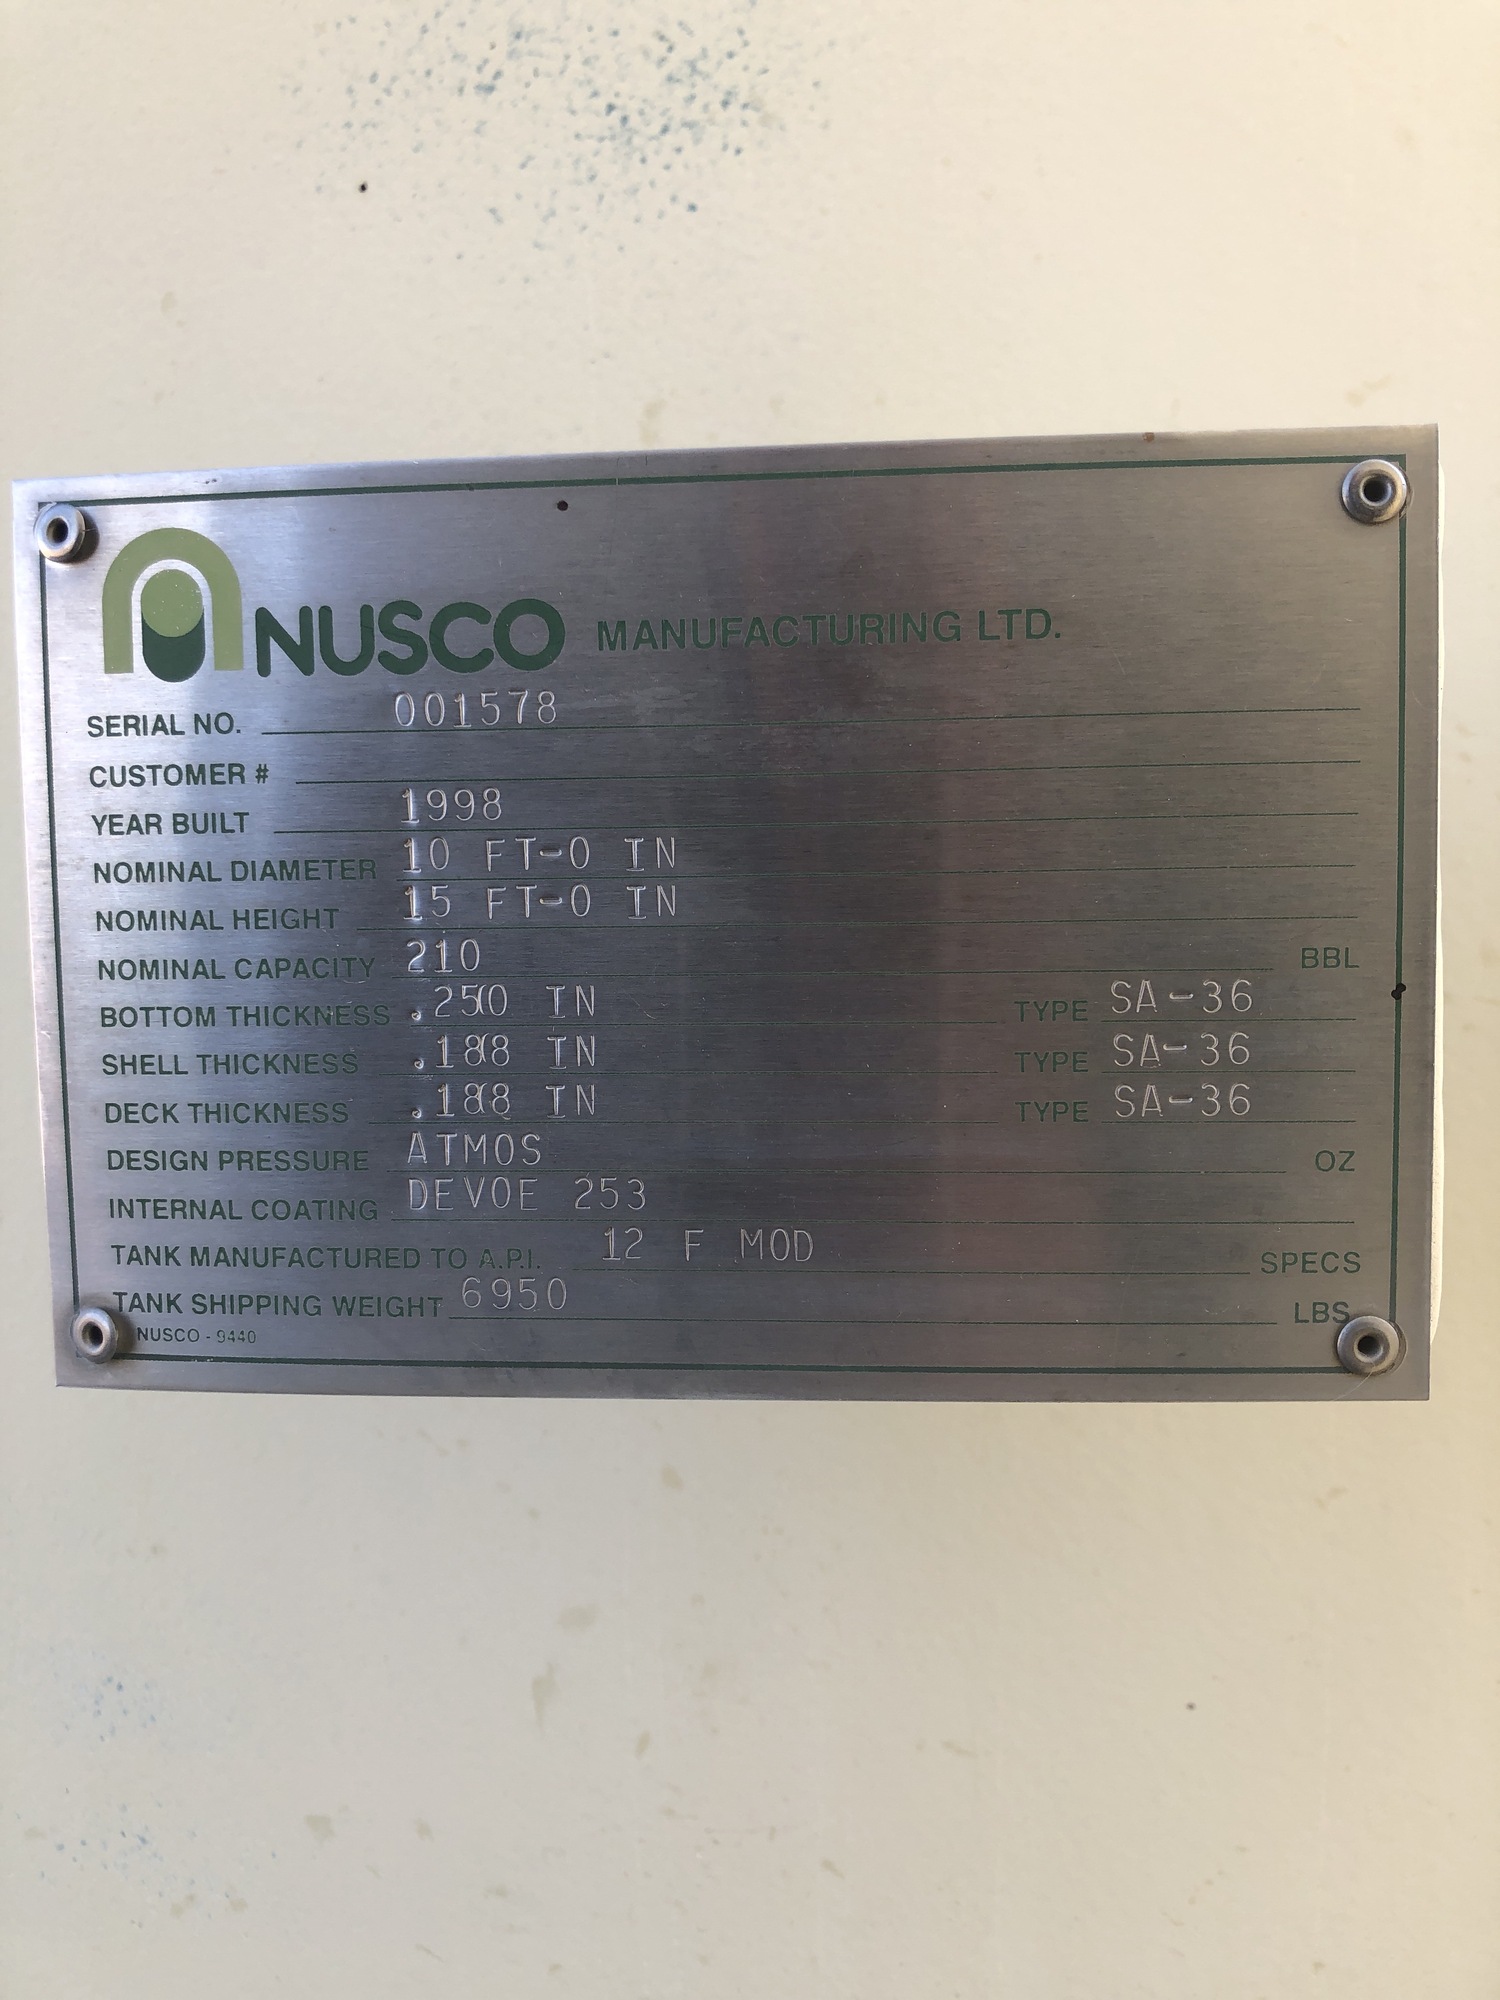 NUSCO MANUFACTURING LTD.
SERIAL NO. 001578
CUSTOMER #
YEAR BUILT 1998
NOMINAL DIAMETER 10 FT-0 IN
NOMINAL HEIGHT 15 FT-0 IN
NOMINAL CAPACITY 210 BBL
BOTTOM THICKNESS .250 IN TYPE SA-36
SHELL THICKNESS .188 IN TYPE SA-36
DECK THICKNESS .188 IN TYPE SA-36
DESIGN PRESSURE ATMOS OZ
INTERNAL COATING DEVOE 253
TANK MANUFACTURED TO A.P.I. 12 F MOD SPECS
TANK SHIPPING WEIGHT 6950 LBS
NUSCO - 9440